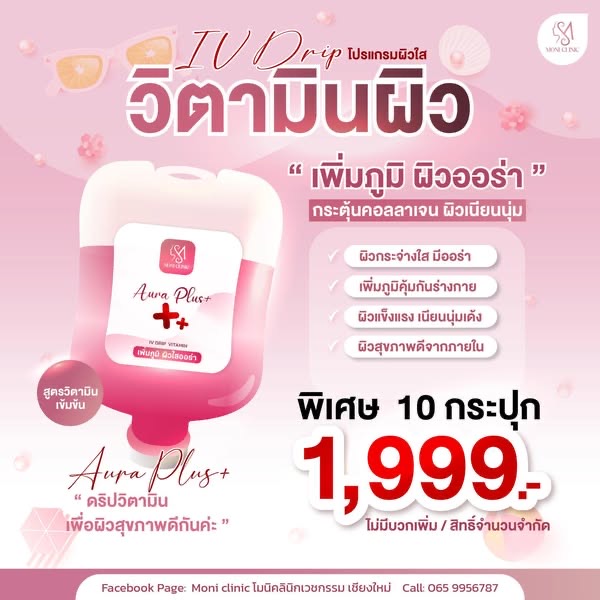 MONI CLINIC
IV Drip โปรแกรมผิวใส
วิตามินผิว
“ เพิ่มภูมิ ผิวออร่า ”
กระตุ้นคอลลาเจน ผิวเนียนนุ่ม
ผิวกระจ่างใส มีออร่า
เพิ่มภูมิคุ้มกันร่างกาย
ผิวแข็งแรง เนียนนุ่มเด้ง
ผิวสุขภาพดีจากภายใน
MONI CLINIC
Aura Plus+
IV DRIP VITAMIN
เพิ่มภูมิ ผิวใสออร่า
สูตรวิตามิน
เข้มข้น
Aura Plus+
“ ดริปวิตามิน
เพื่อผิวสุขภาพดีกันค่ะ ”
พิเศษ 10 กระปุก
1,999.-
ไม่มีบวกเพิ่ม / สิทธิ์จำนวนจำกัด
Facebook Page: Moni clinic โมนิคลินิกเวชกรรม เชียงใหม่ Call: 065 9956787